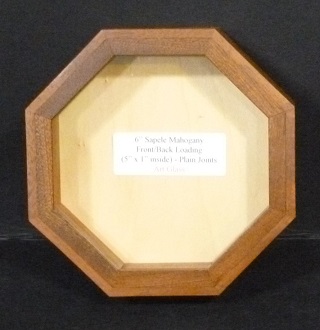 6" Sapele Mahogany
Front/Back Loading
(5" x 1" inside) - Plain Joints